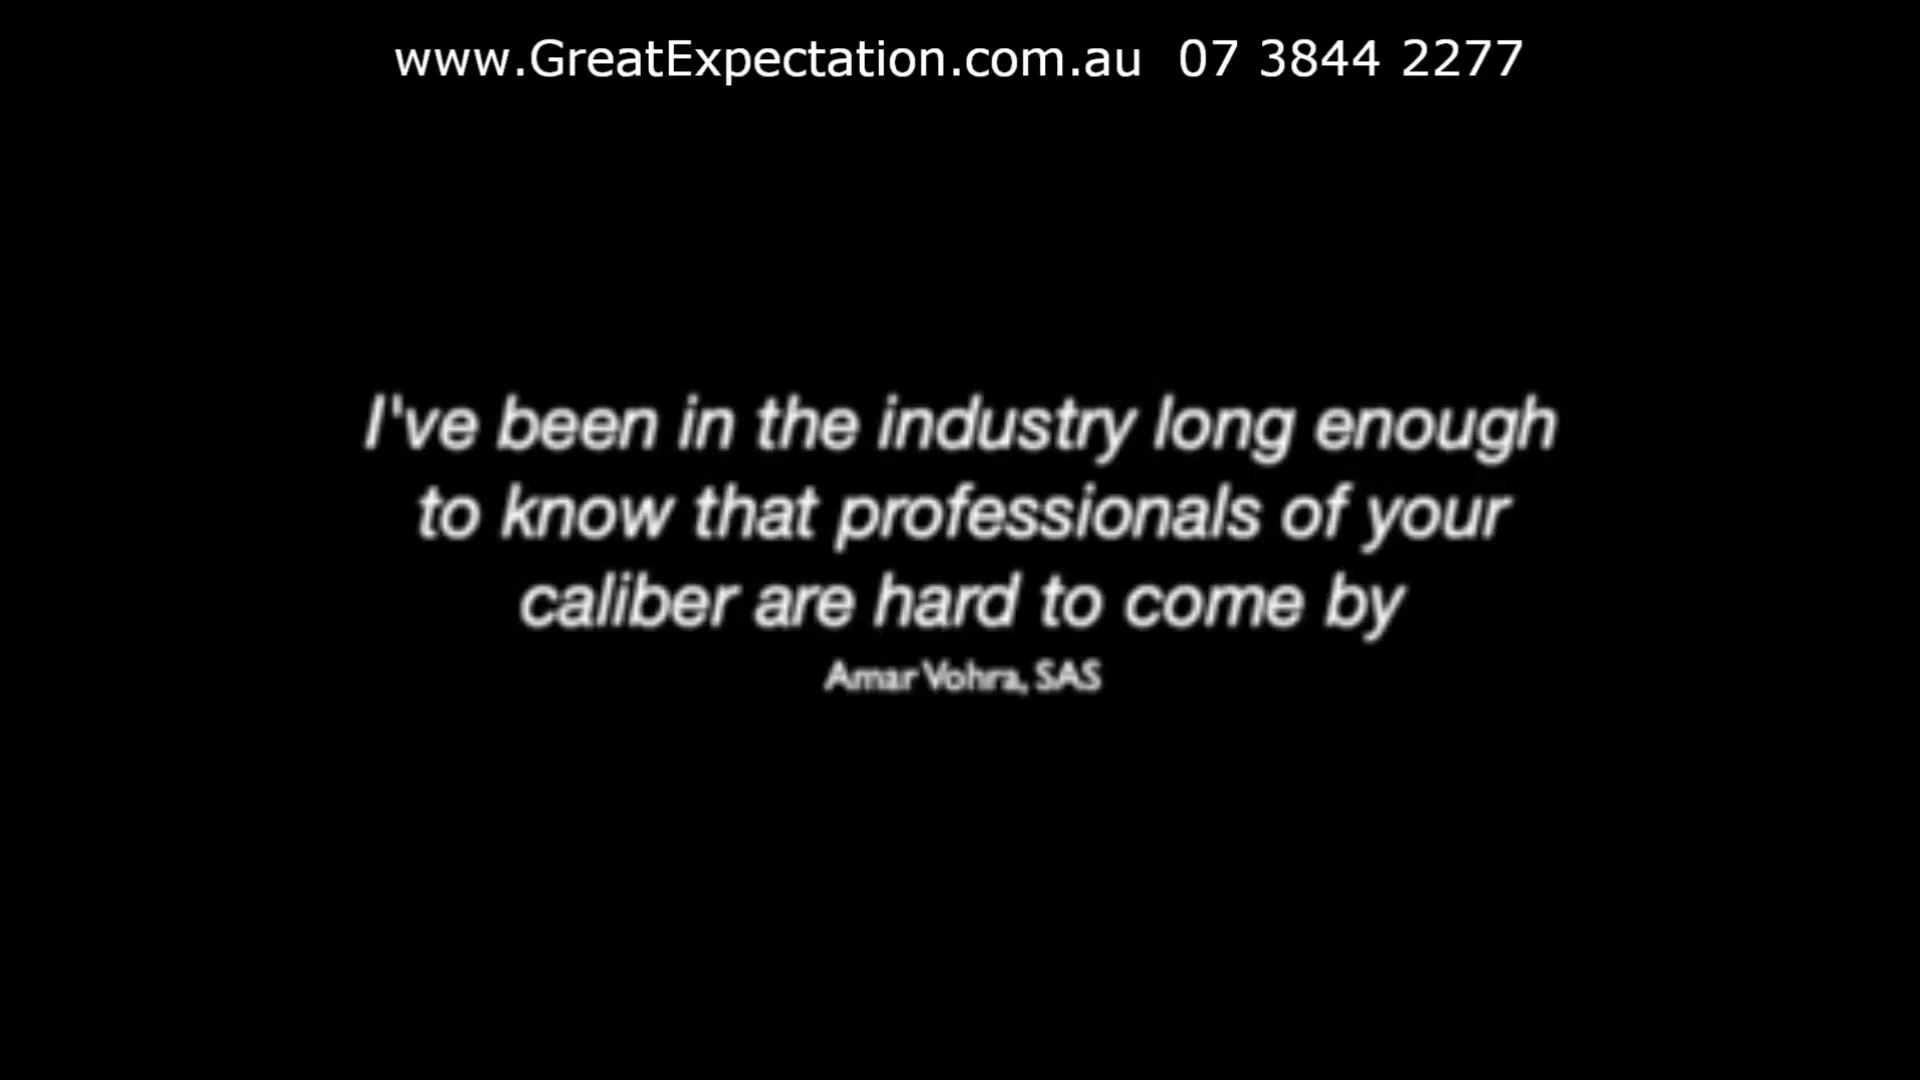 www.GreatExpectation.com.au 07 3844 2277
I've been in the industry long enough
to know that professionals of your
caliber are hard to come by
Amar Vohra, SAS